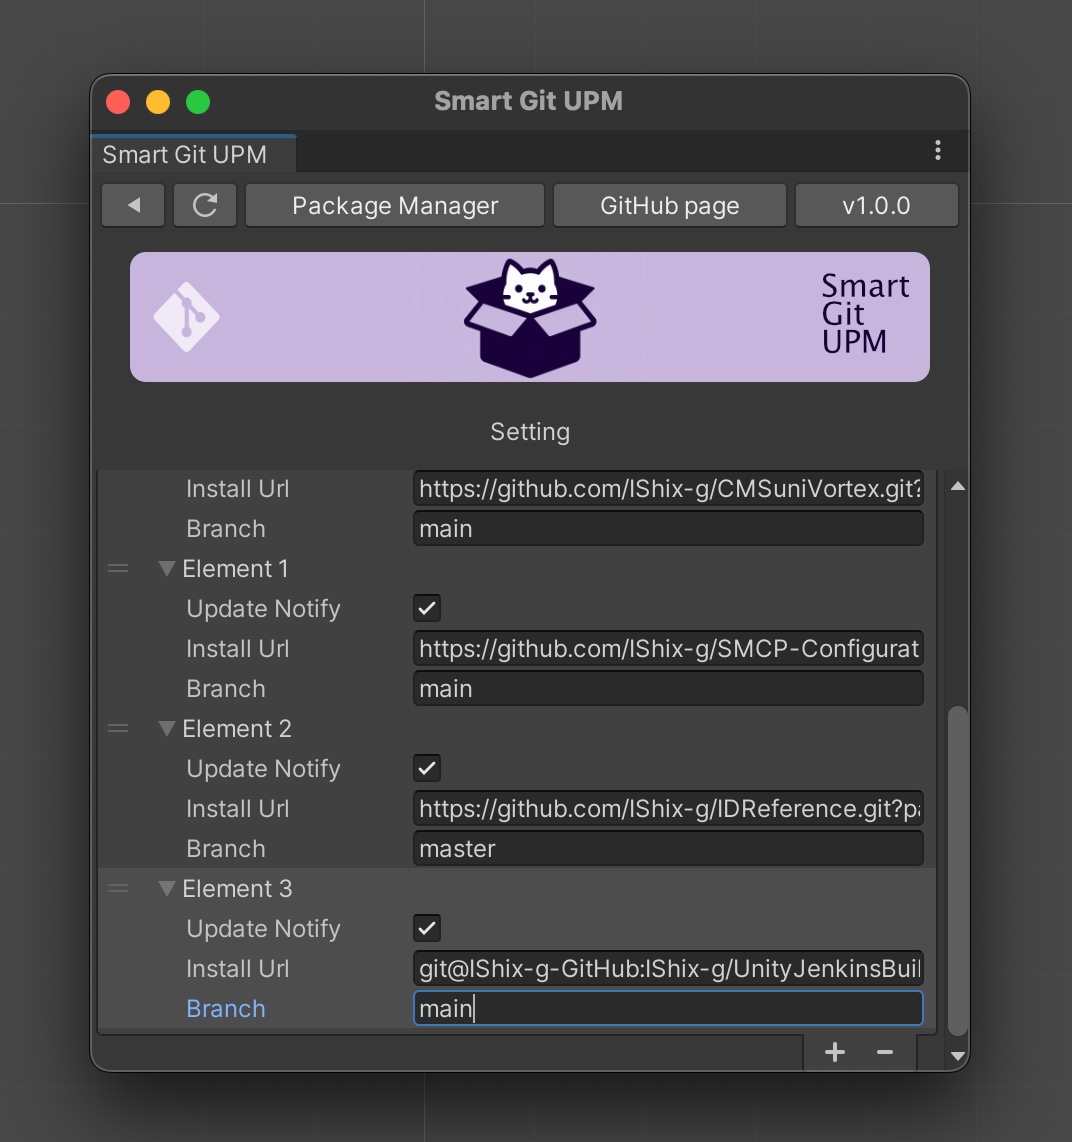 Smart Git UPM
Smart Git UPM
Package Manager GitHub page v1.0.0
Smart
Git
UPM
Setting
Install Url https://github.com/IShix-g/CMSuniVortex.git?
Branch main
Element 1
Update Notify
Install Url https://github.com/IShix-g/SMCP-Configurat
Branch main
Element 2
Update Notify
Install Url https://github.com/IShix-g/IDReference.git?pa
Branch master
Element 3
Update Notify
Install Url git@IShix-g-GitHub:IShix-g/UnityJenkinsBuil
Branch main